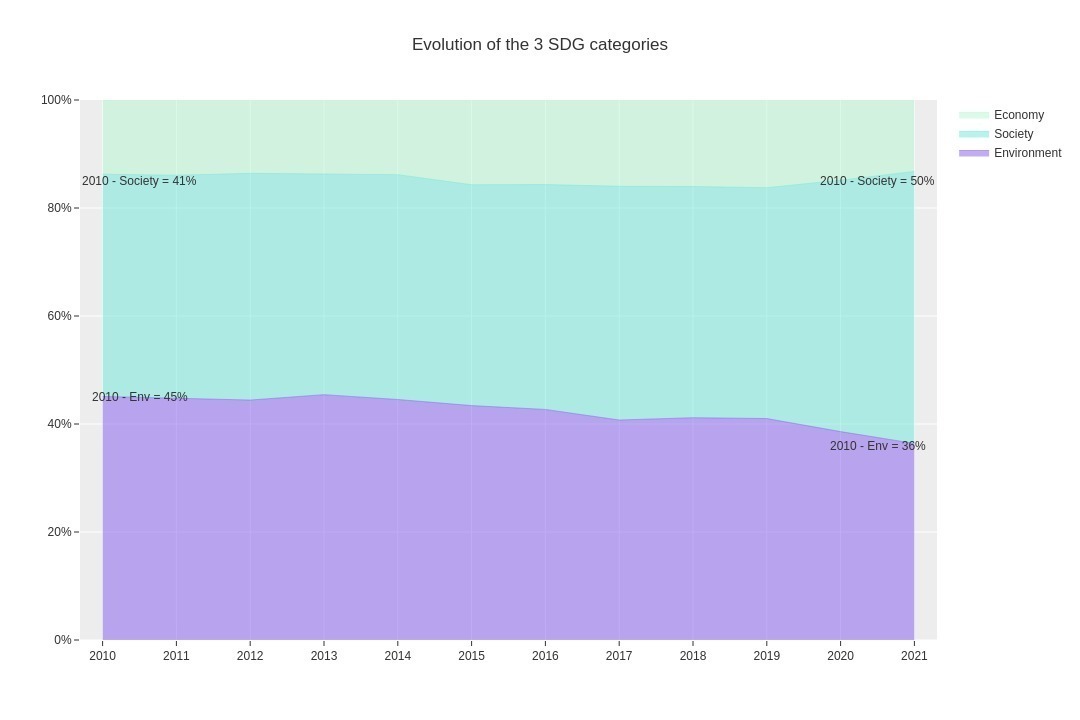 Evolution of the 3 SDG categories
100%
80%
60%
40%
20%
0%
2010 - Society = 41%
2010 - Society = 50%
2010 - Env = 45%
2010 - Env = 36%
2010 2011 2012 2013 2014 2015 2016 2017 2018 2019 2020 2021
Economy
Society
Environment